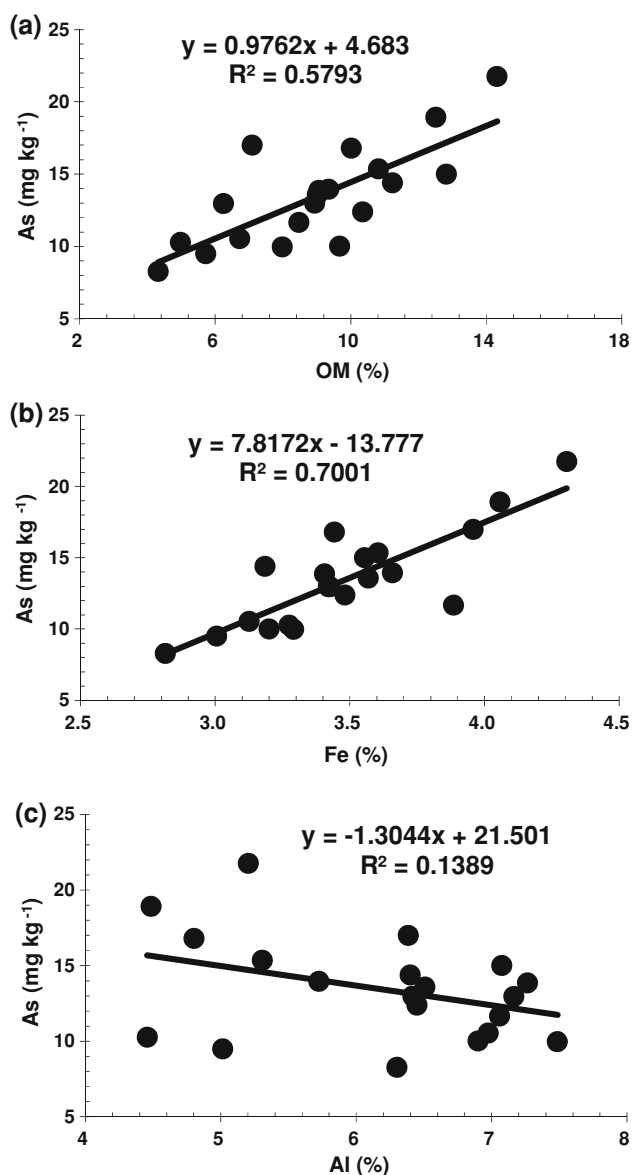 (a)
y = 0.9762x + 4.683
R² = 0.5793
25
20
15
10
5
As (mg kg⁻¹)
2 6 10 14 18
OM (%)
(b)
y = 7.8172x - 13.777
R² = 0.7001
25
20
15
10
5
As (mg kg⁻¹)
2.5 3.0 3.5 4.0 4.5
Fe (%)
(c)
y = -1.3044x + 21.501
R² = 0.1389
25
20
15
10
5
As (mg kg⁻¹)
4 5 6 7 8
Al (%)